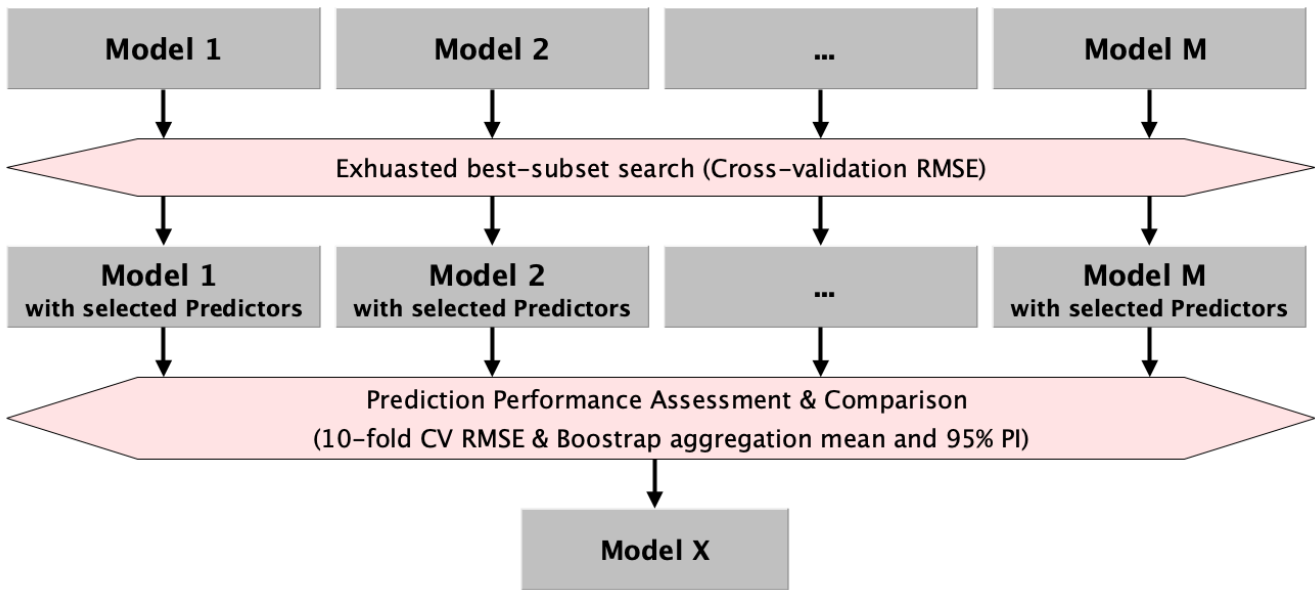 Model 1
Model 2
...
Model M
Exhuasted best-subset search (Cross-validation RMSE)
Model 1
with selected Predictors
Model 2
with selected Predictors
...
Model M
with selected Predictors
Prediction Performance Assessment & Comparison
(10-fold CV RMSE & Boostrap aggregation mean and 95% PI)
Model X